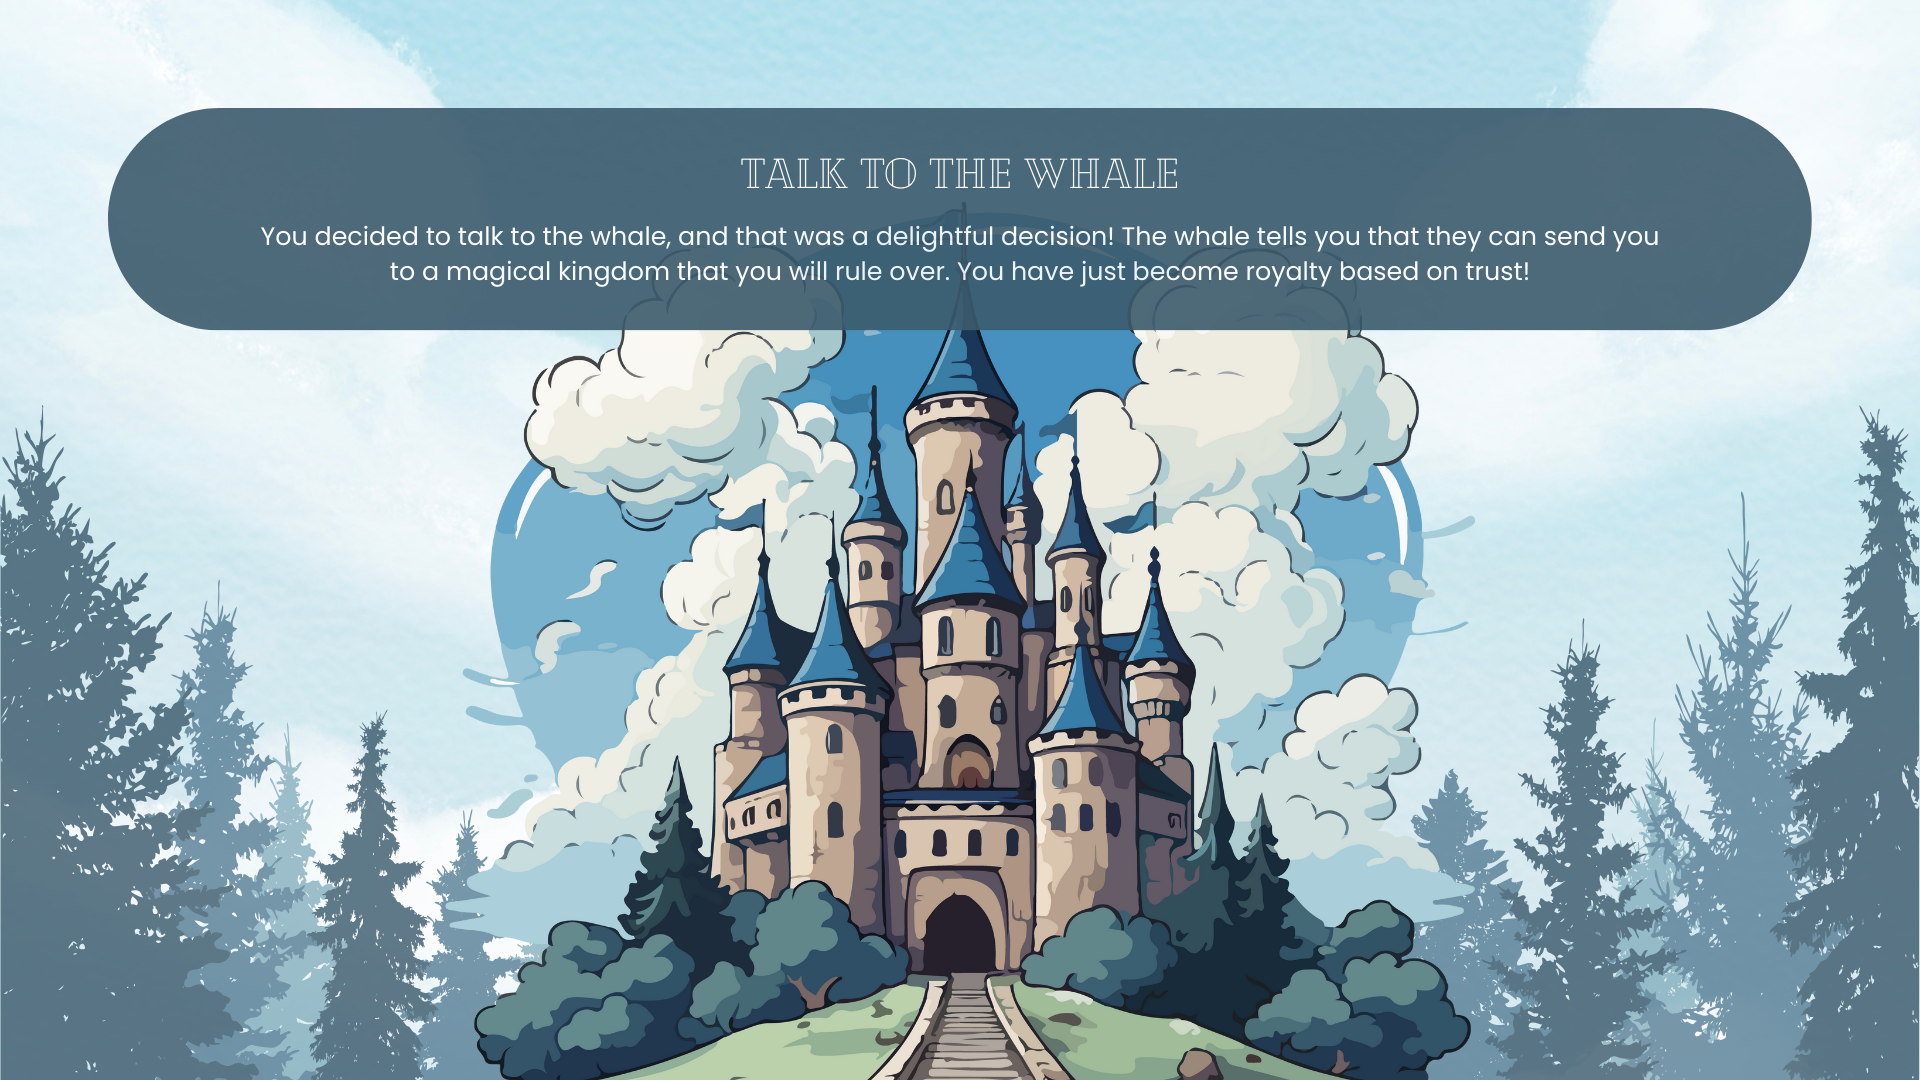 TALK TO THE WHALE
You decided to talk to the whale, and that was a delightful decision! The whale tells you that they can send you
to a magical kingdom that you will rule over. You have just become royalty based on trust!